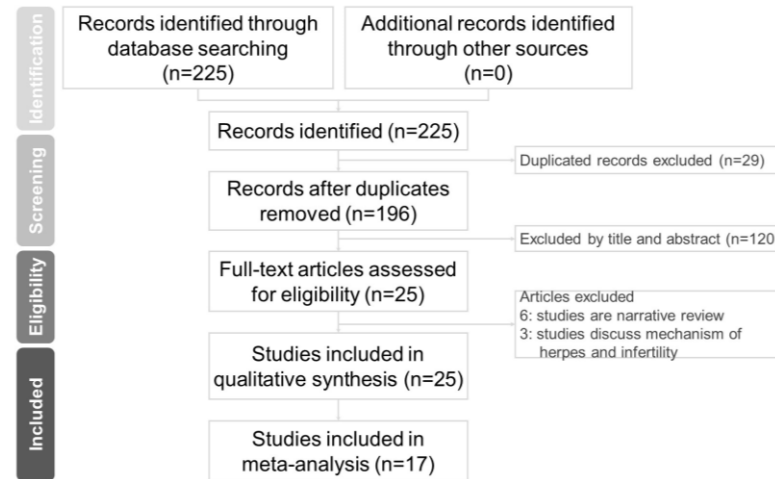 Identification
Records identified through
database searching
(n=225)
Additional records identified
through other sources
(n=0)
Records identified (n=225)
Screening
Duplicated records excluded (n=29)
Records after duplicates
removed (n=196)
Excluded by title and abstract (n=120
Eligibility
Full-text articles assessed
for eligibility (n=25)
Articles excluded
6: studies are narrative review
3: studies discuss mechanism of
herpes and infertility
Included
Studies included in
qualitative synthesis (n=25)
Studies included in
meta-analysis (n=17)